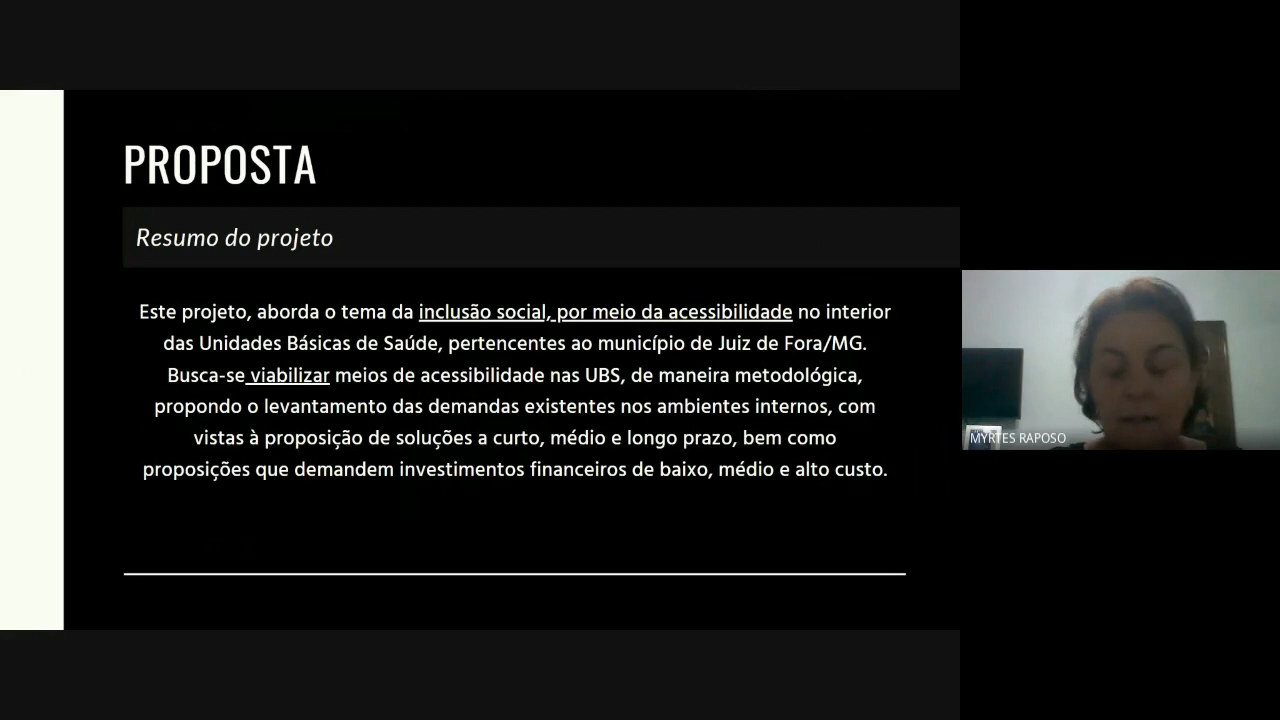 PROPOSTA
Resumo do projeto
Este projeto, aborda o tema da inclusão social, por meio da acessibilidade no interior
das Unidades Básicas de Saúde, pertencentes ao município de Juiz de Fora/MG.
Busca-se viabilizar meios de acessibilidade nas UBS, de maneira metodológica,
propondo o levantamento das demandas existentes nos ambientes internos, com
vistas à proposição de soluções a curto, médio e longo prazo, bem como
proposições que demandem investimentos financeiros de baixo, médio e alto custo.
MYRTES RAPOSO